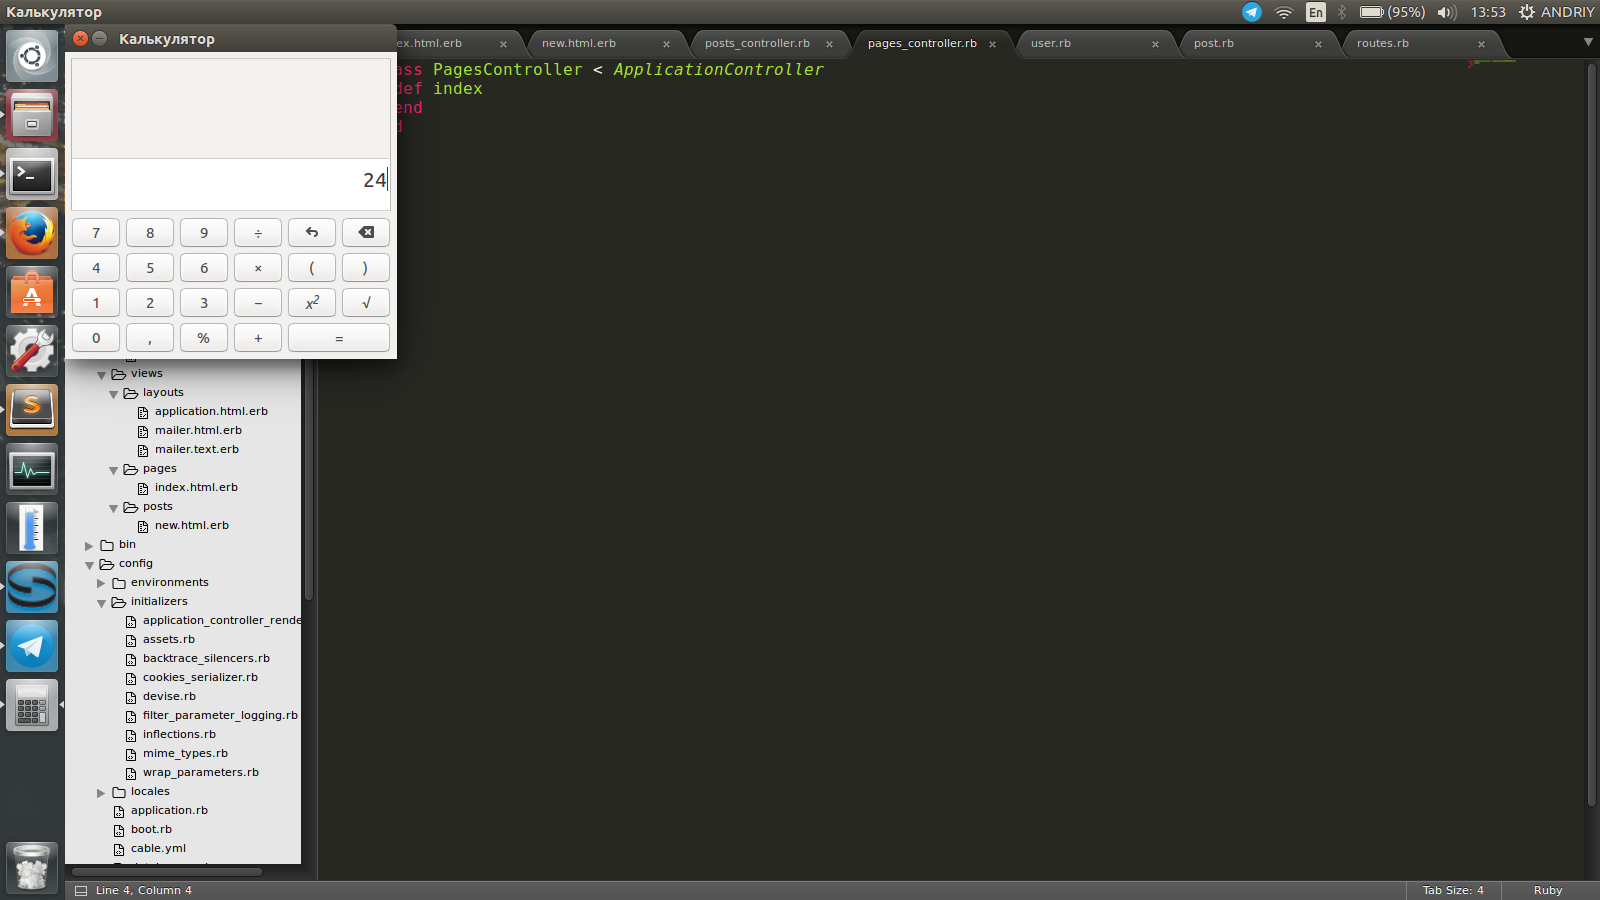 Калькулятор
En
(95%)
13:53
ANDRIY
Калькулятор
ex.html.erb
new.html.erb
posts_controller.rb
pages_controller.rb
user.rb
post.rb
routes.rb
ass PagesController < ApplicationController
def index
end
d
24
7 8 9 ÷
4 5 6 × ( )
1 2 3 − x² √
0 , % + =
views
layouts
application.html.erb
mailer.html.erb
mailer.text.erb
pages
index.html.erb
posts
new.html.erb
bin
config
environments
initializers
application_controller_rende
assets.rb
backtrace_silencers.rb
cookies_serializer.rb
devise.rb
filter_parameter_logging.rb
inflections.rb
mime_types.rb
wrap_parameters.rb
locales
application.rb
boot.rb
cable.yml
Line 4, Column 4
Tab Size: 4
Ruby